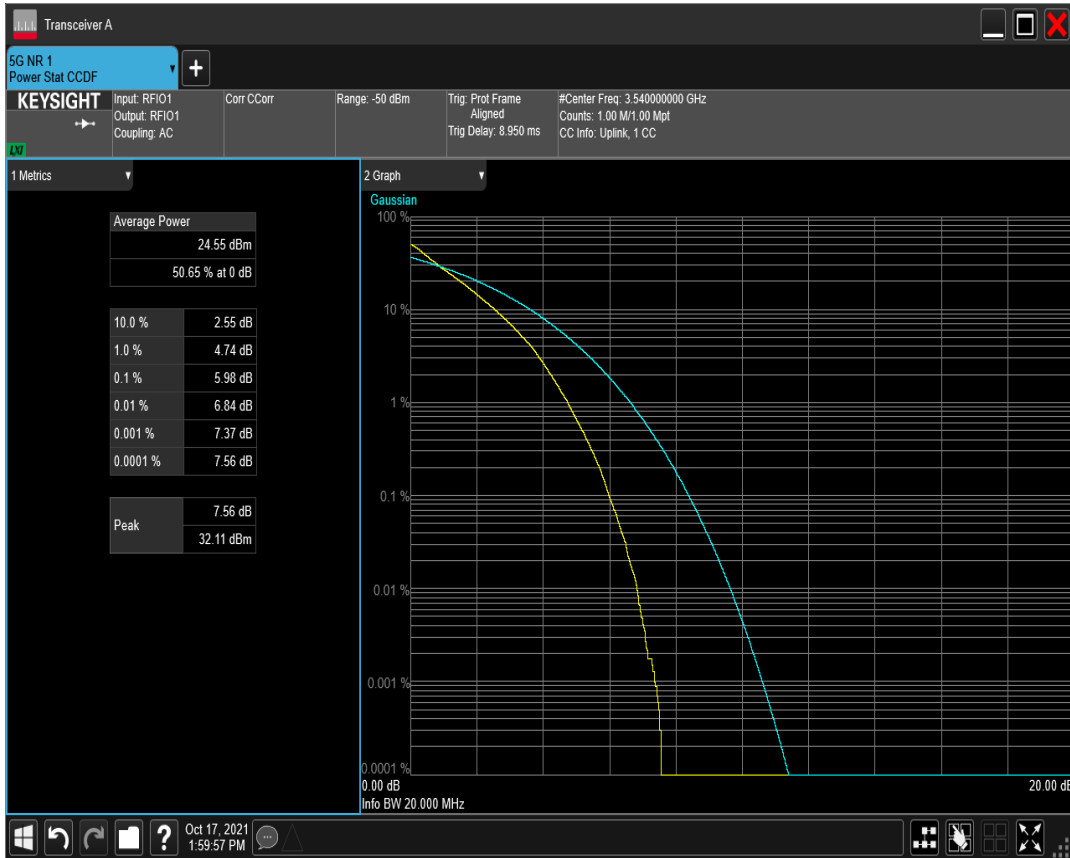 Transceiver A
5G NR 1
Power Stat CCDF
+
KEYSIGHT
LXI
Input: RFIO1
Output: RFIO1
Coupling: AC
Corr CCorr
Range: -50 dBm
Trig: Prot Frame
Aligned
Trig Delay: 8.950 ms
#Center Freq: 3.540000000 GHz
Counts: 1.00 M/1.00 Mpt
CC Info: Uplink, 1 CC
1 Metrics
Average Power
24.55 dBm
50.65 % at 0 dB
10.0 % 2.55 dB
1.0 % 4.74 dB
0.1 % 5.98 dB
0.01 % 6.84 dB
0.001 % 7.37 dB
0.0001 % 7.56 dB
Peak
7.56 dB
32.11 dBm
2 Graph
Gaussian
100 %
10 %
1 %
0.1 %
0.01 %
0.001 %
0.0001 %
0.00 dB
20.00 dB
Info BW 20.000 MHz
?
Oct 17, 2021
1:59:57 PM